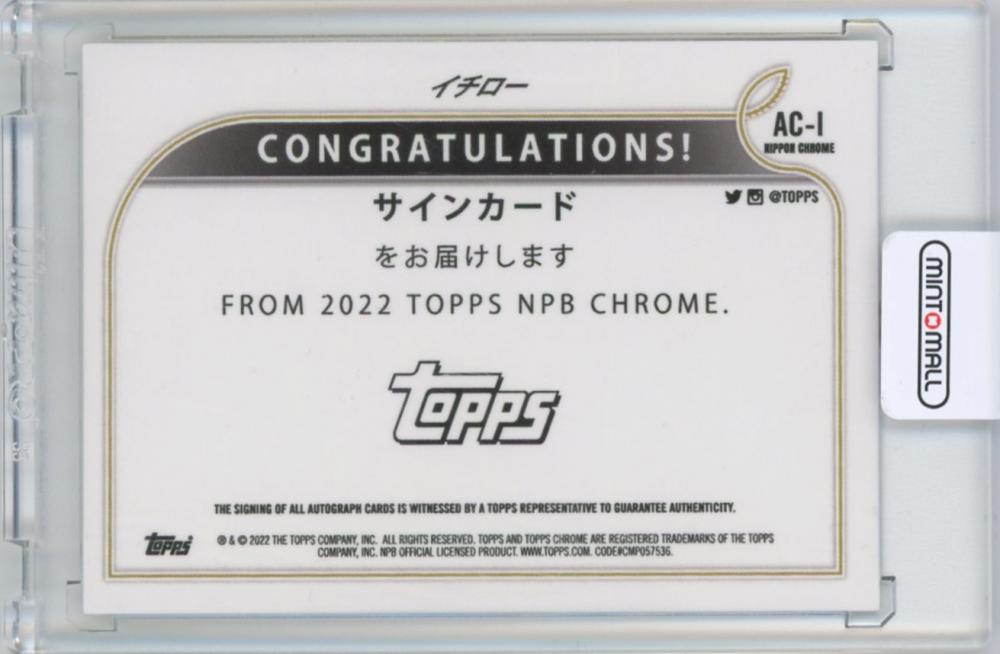 イチロー
CONGRATULATIONS!
AC-I
NIPPON CHROME
サインカード
@TOPPS
をお届けします
FROM 2022 TOPPS NPB CHROME.
MINT MALL
Topps
THE SIGNING OF ALL AUTOGRAPH CARDS IS WITNESSED BY A TOPPS REPRESENTATIVE TO GUARANTEE AUTHENTICITY.
Topps
® & © 2022 THE TOPPS COMPANY, INC. ALL RIGHTS RESERVED. TOPPS AND TOPPS CHROME ARE REGISTERED TRADEMARKS OF THE TOPPS
COMPANY, INC. NPB OFFICIAL LICENSED PRODUCT. WWW.TOPPS.COM. CODE#CMP057536.